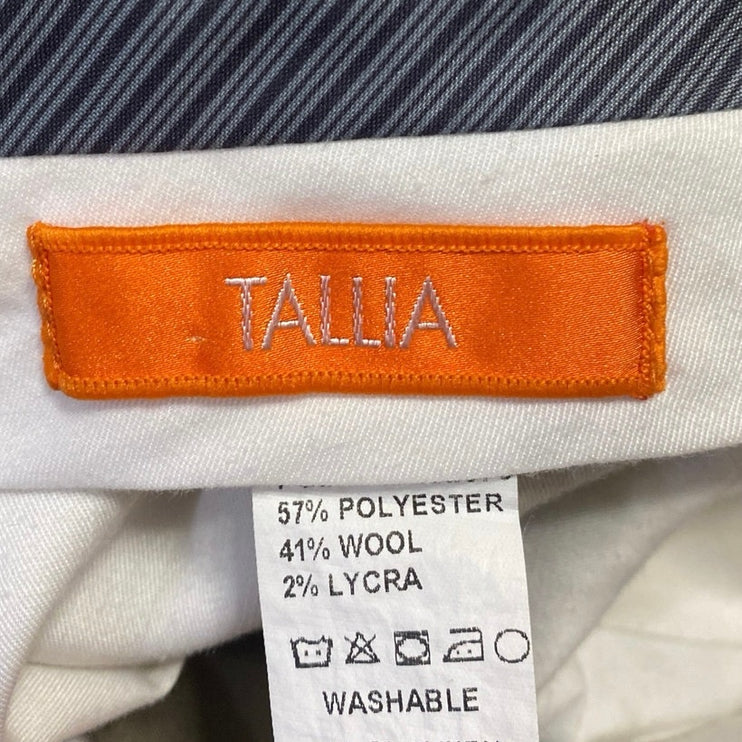 TALLIA
57% POLYESTER
41% WOOL
2% LYCRA
WASHABLE